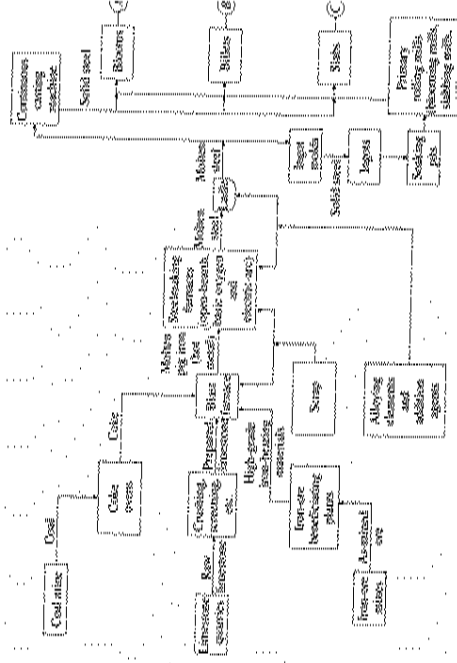 Coal mine
Coal
Coke
ovens
Coke
Limestone
quarries
Raw
limestone
Crushing,
screening,
etc.
Prepared
limestone
Iron-ore
mines
As-mined
ore
Iron-ore
beneficiating
plants
High-grade
iron-bearing
materials
Blast
furnace
Scrap
Molten
pig iron
(hot
metal)
Steelmaking
furnaces
(open-hearth,
basic oxygen
and
electric-arc)
Alloying
elements
and
addition
agents
Molten
steel
Molten
steel
Continuous
casting
machine
Solid steel
Ingot
molds
Solid steel
Ingots
Soaking
pits
Primary
rolling mills,
slabbing mills,
Blooms
Billets
Slabs
B
C